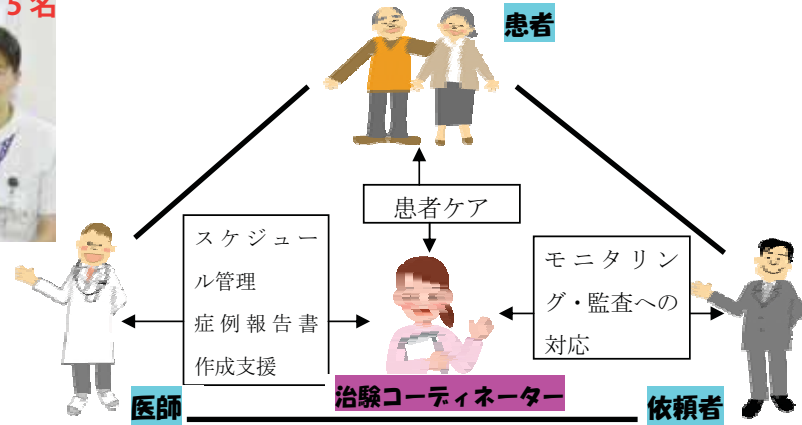 5名
患者
患者ケア
スケジュー
ル管理
症例報告書
作成支援
モニタリン
グ・監査への
対応
治験コーディネーター
医師
依頼者